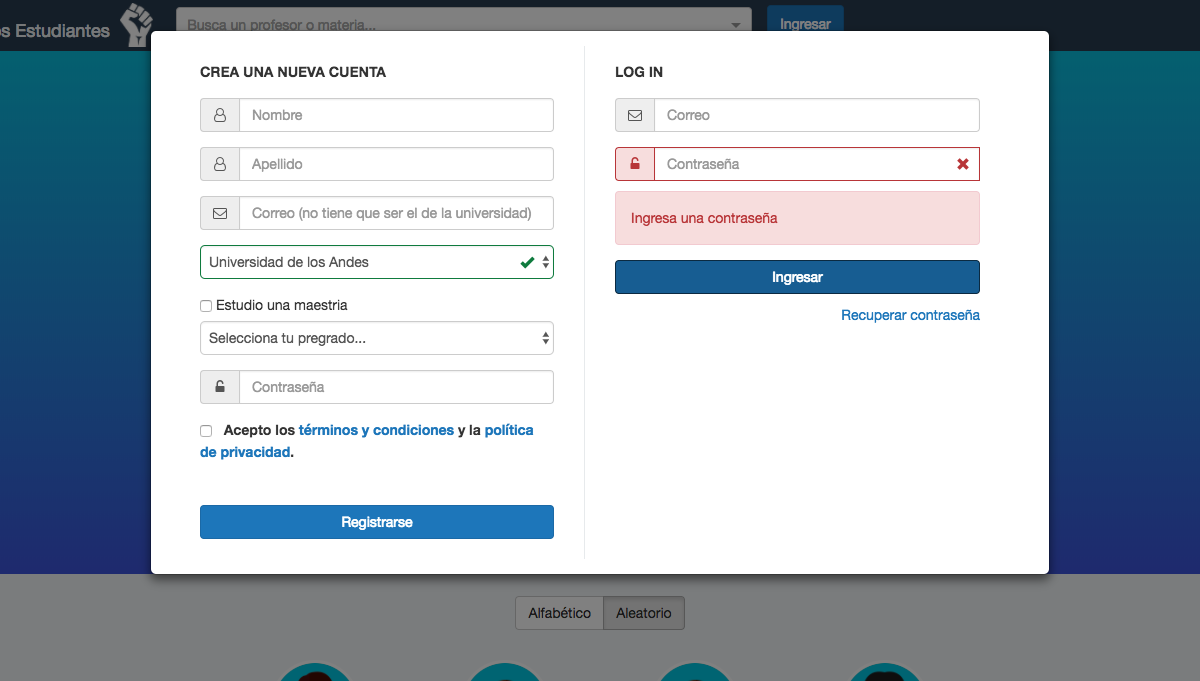 s Estudiantes
Busca un profesor o materia...
Ingresar
CREA UNA NUEVA CUENTA
Nombre
Apellido
Correo (no tiene que ser el de la universidad)
Universidad de los Andes
Estudio una maestria
Selecciona tu pregrado...
Contraseña
Acepto los términos y condiciones y la política
de privacidad.
Registrarse
LOG IN
Correo
Contraseña
Ingresa una contraseña
Ingresar
Recuperar contraseña
Alfabético
Aleatorio